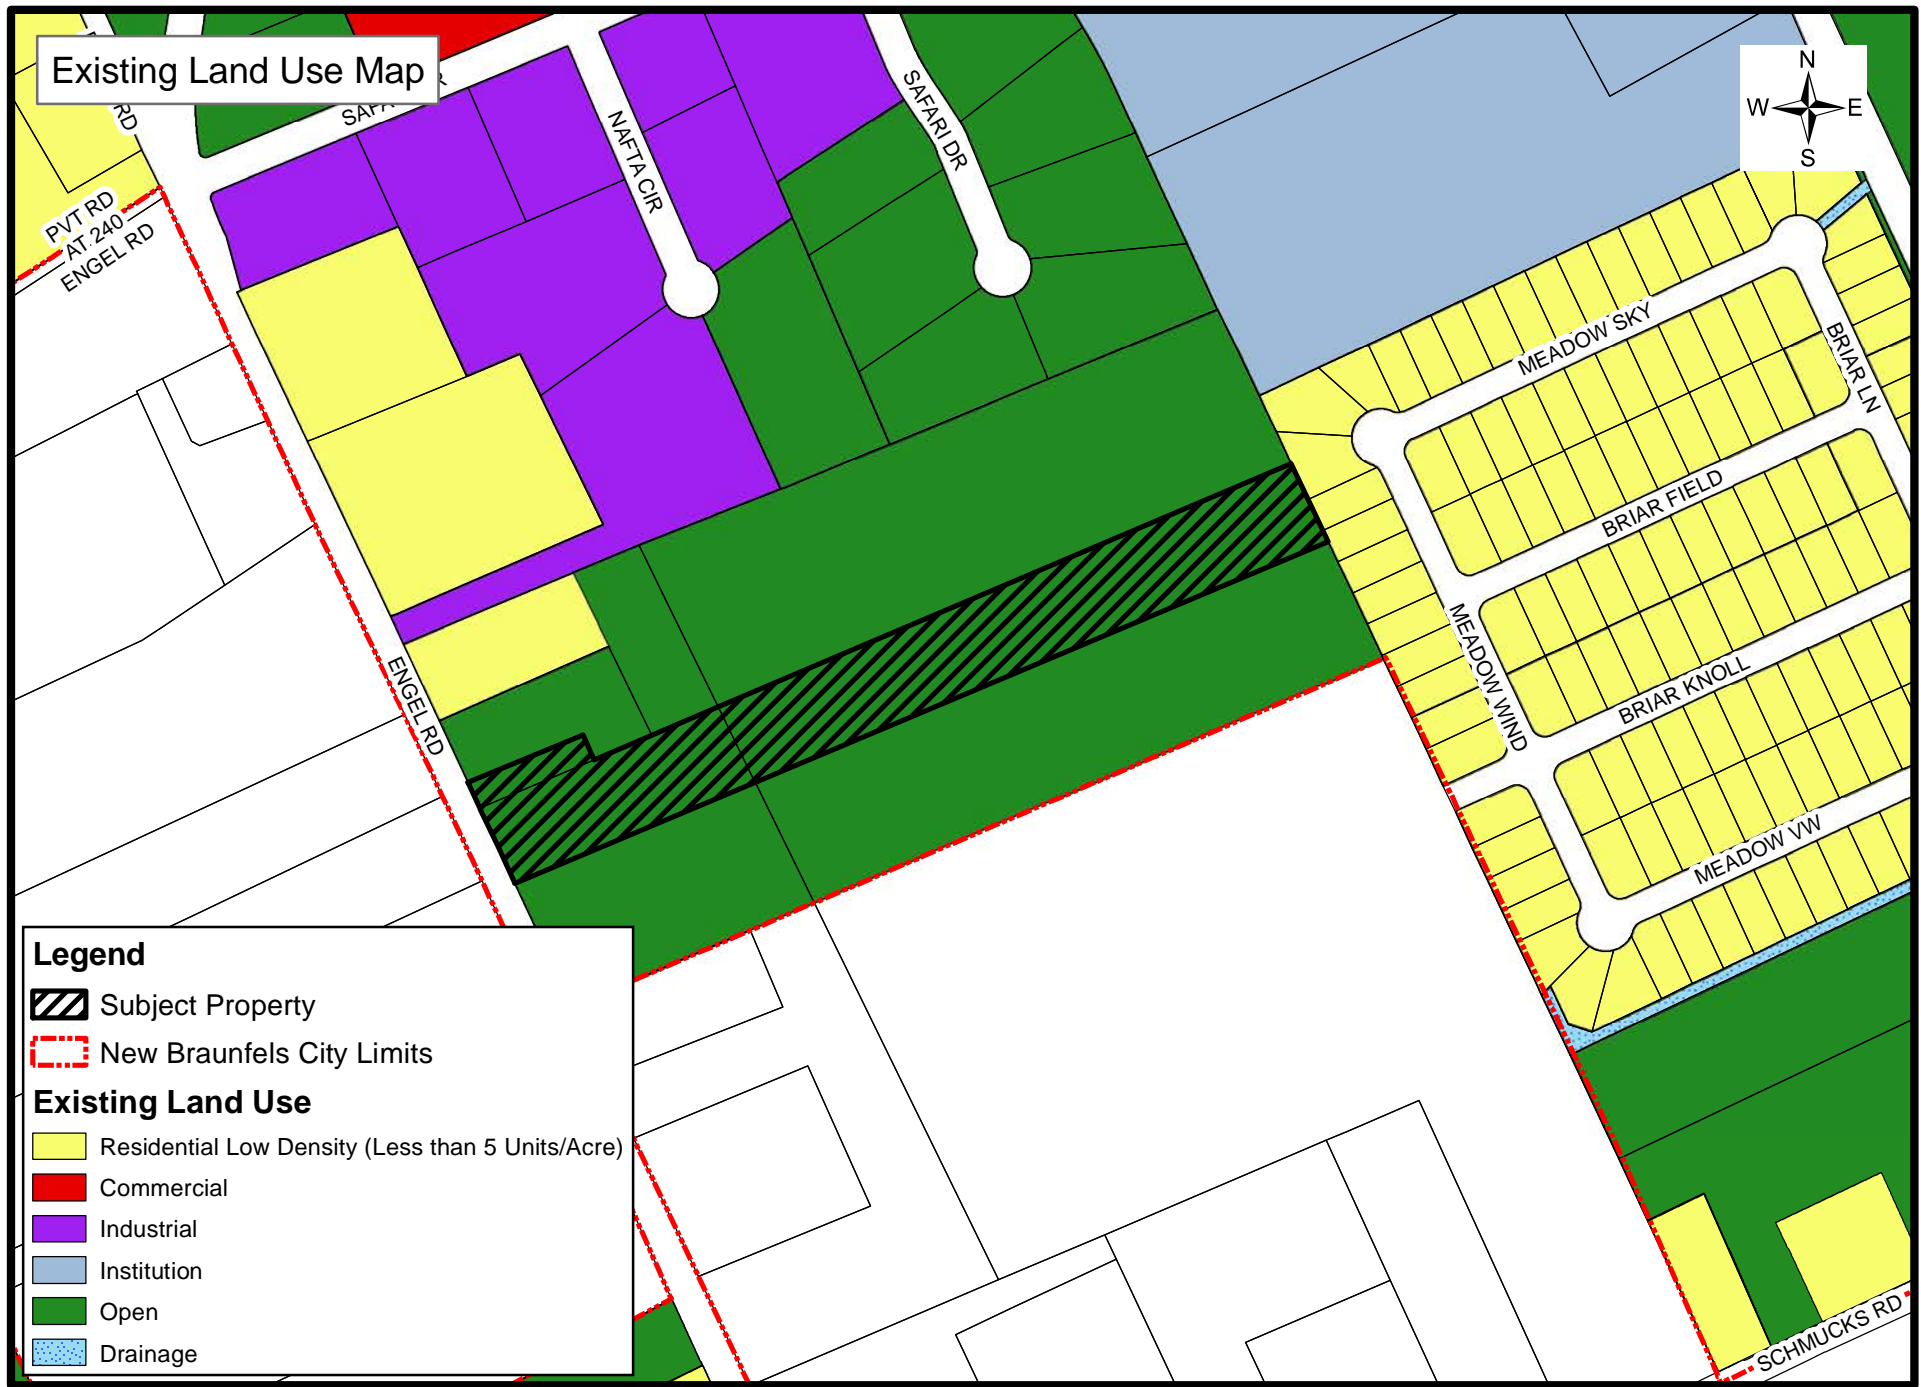 Existing Land Use Map
RD
SAFA
NAFTA CIR
SAFARI DR
N
W E
S
PVT RD
AT 240
ENGEL RD
MEADOW SKY
BRIAR LN
BRIAR FIELD
MEADOW WIND
BRIAR KNOLL
ENGEL RD
MEADOW VW
SCHMUCKS RD
Legend
Subject Property
New Braunfels City Limits
Existing Land Use
Residential Low Density (Less than 5 Units/Acre)
Commercial
Industrial
Institution
Open
Drainage